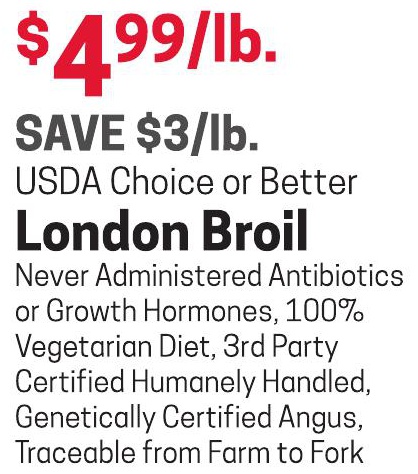 $4.99/lb.
SAVE $3/lb.
USDA Choice or Better
London Broil
Never Administered Antibiotics
or Growth Hormones, 100%
Vegetarian Diet, 3rd Party
Certified Humanely Handled,
Genetically Certified Angus,
Traceable from Farm to Fork